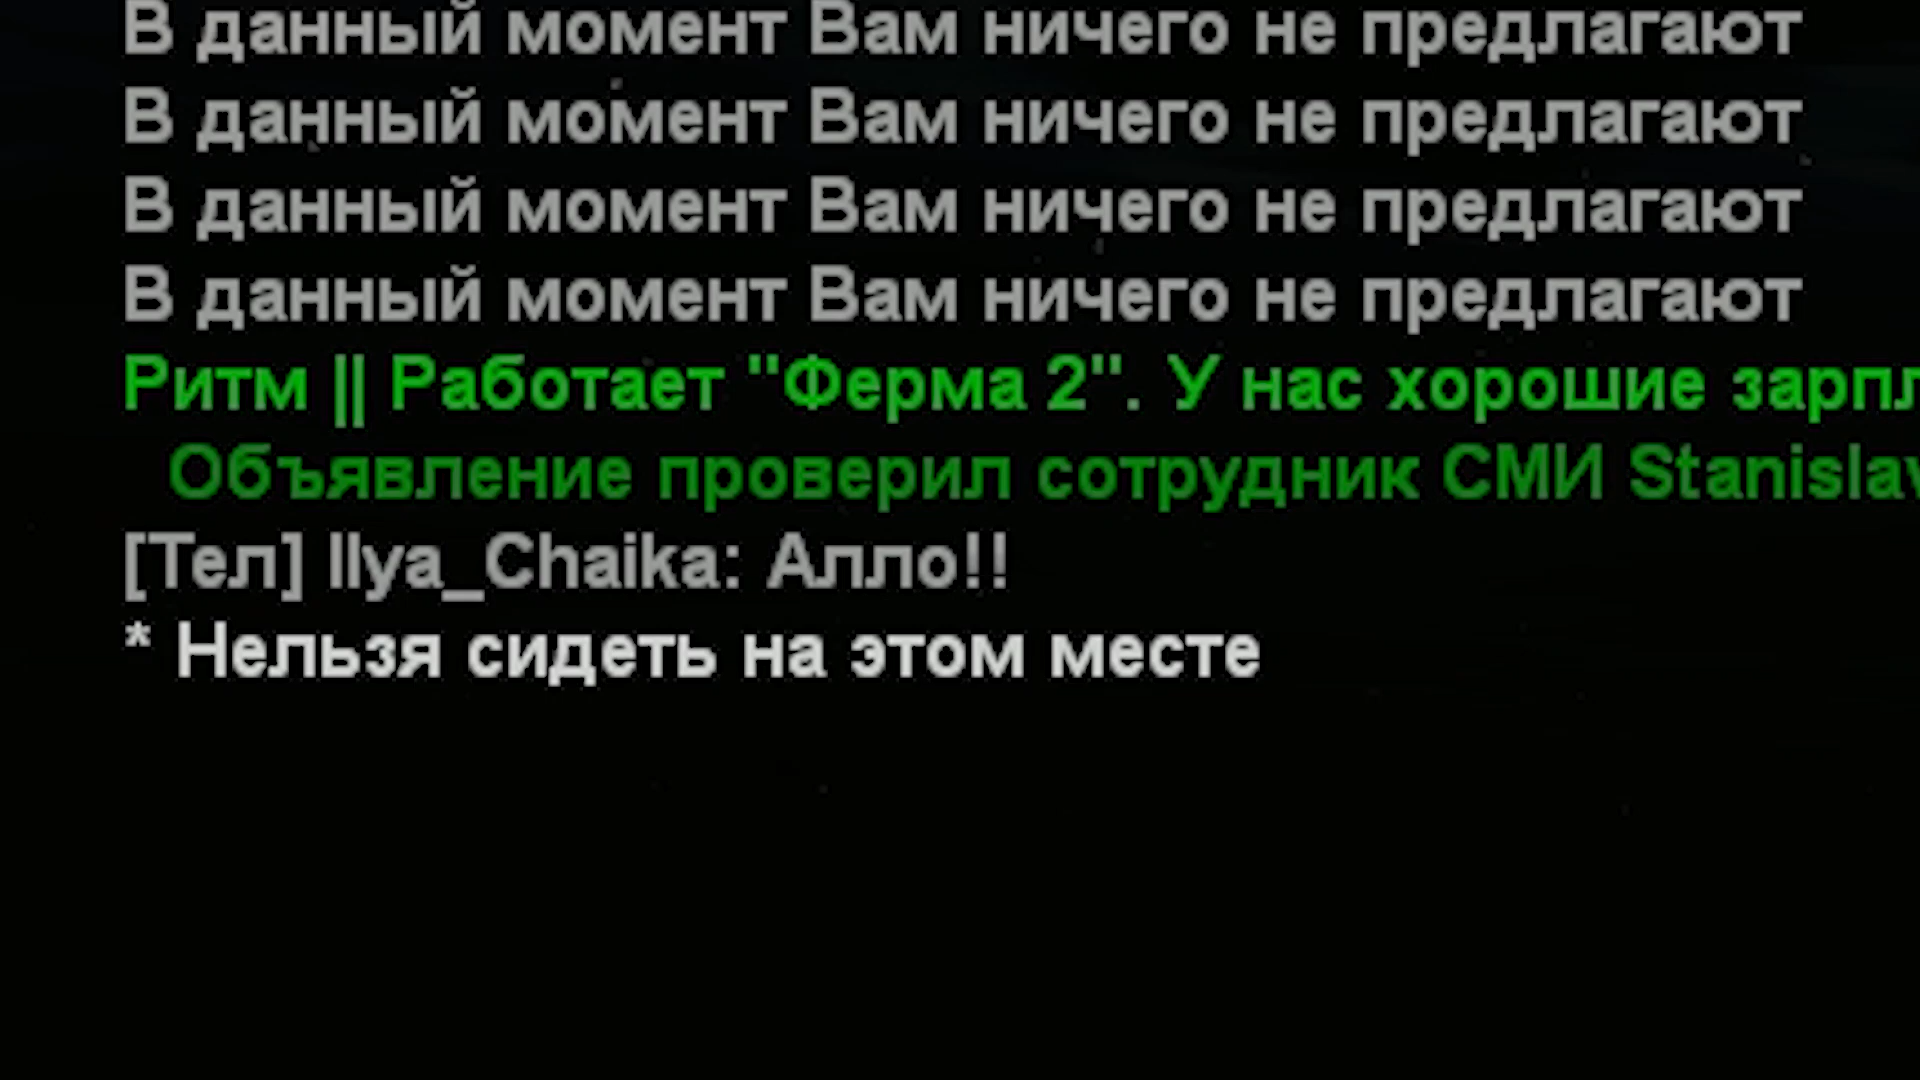 В данный момент Вам ничего не предлагают
В данный момент Вам ничего не предлагают
В данный момент Вам ничего не предлагают
В данный момент Вам ничего не предлагают
Ритм || Работает "Ферма 2". У нас хорошие зарпл
Объявление проверил сотрудник СМИ Stanislav
[Тел] Ilya_Chaika: Алло!!
* Нельзя сидеть на этом месте